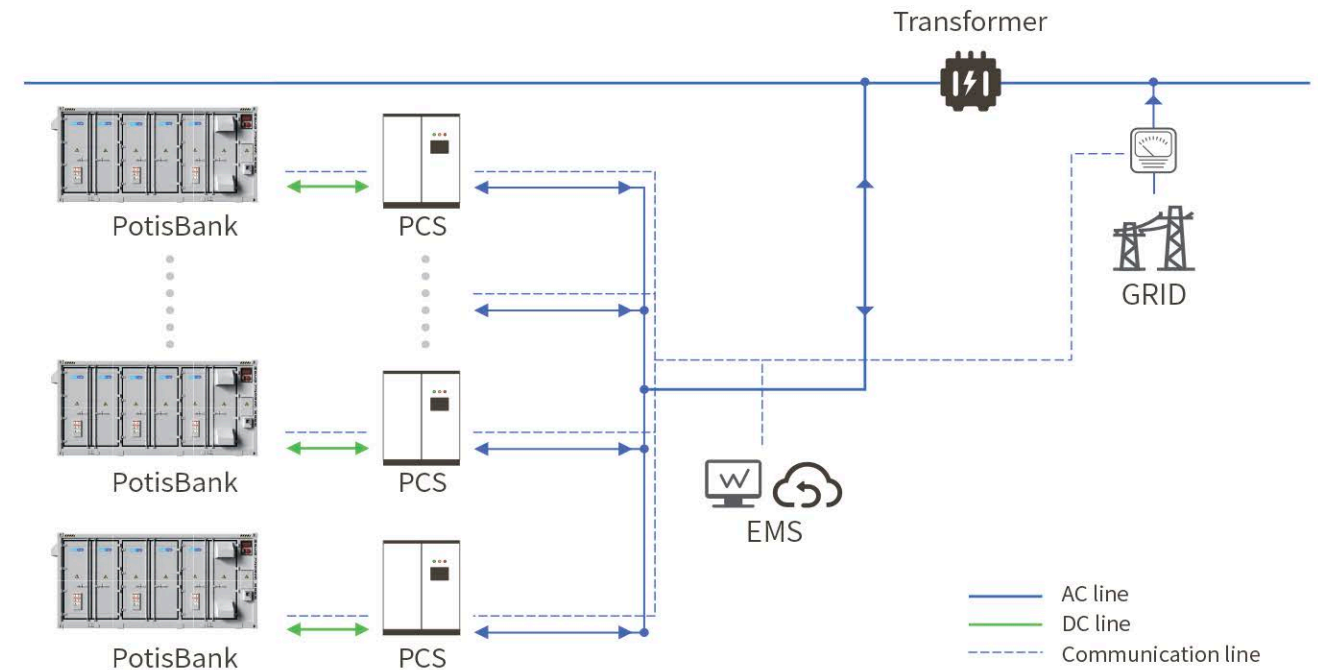 Transformer
PotisBank
PCS
GRID
PotisBank
PCS
EMS
PotisBank
PCS
AC line
DC line
Communication line